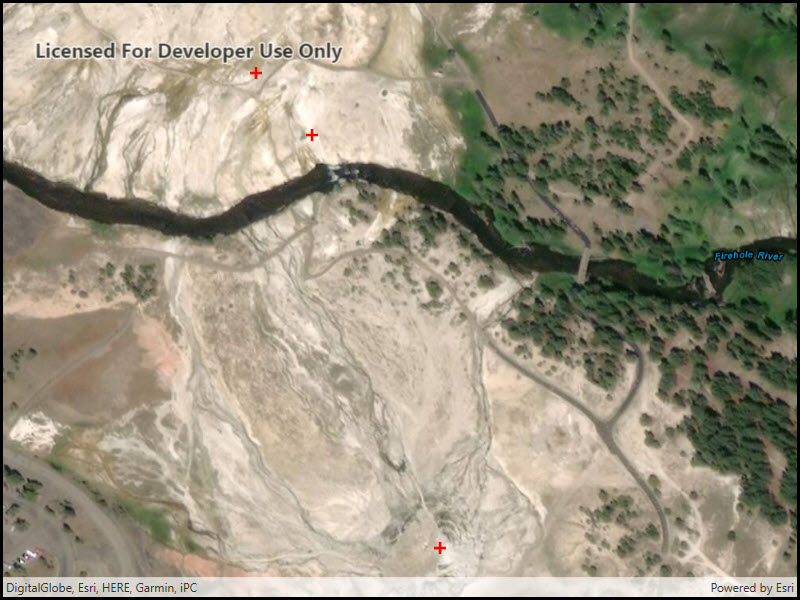 Licensed For Developer Use Only
Firehole River
DigitalGlobe, Esri, HERE, Garmin, iPC
Powered by Esri